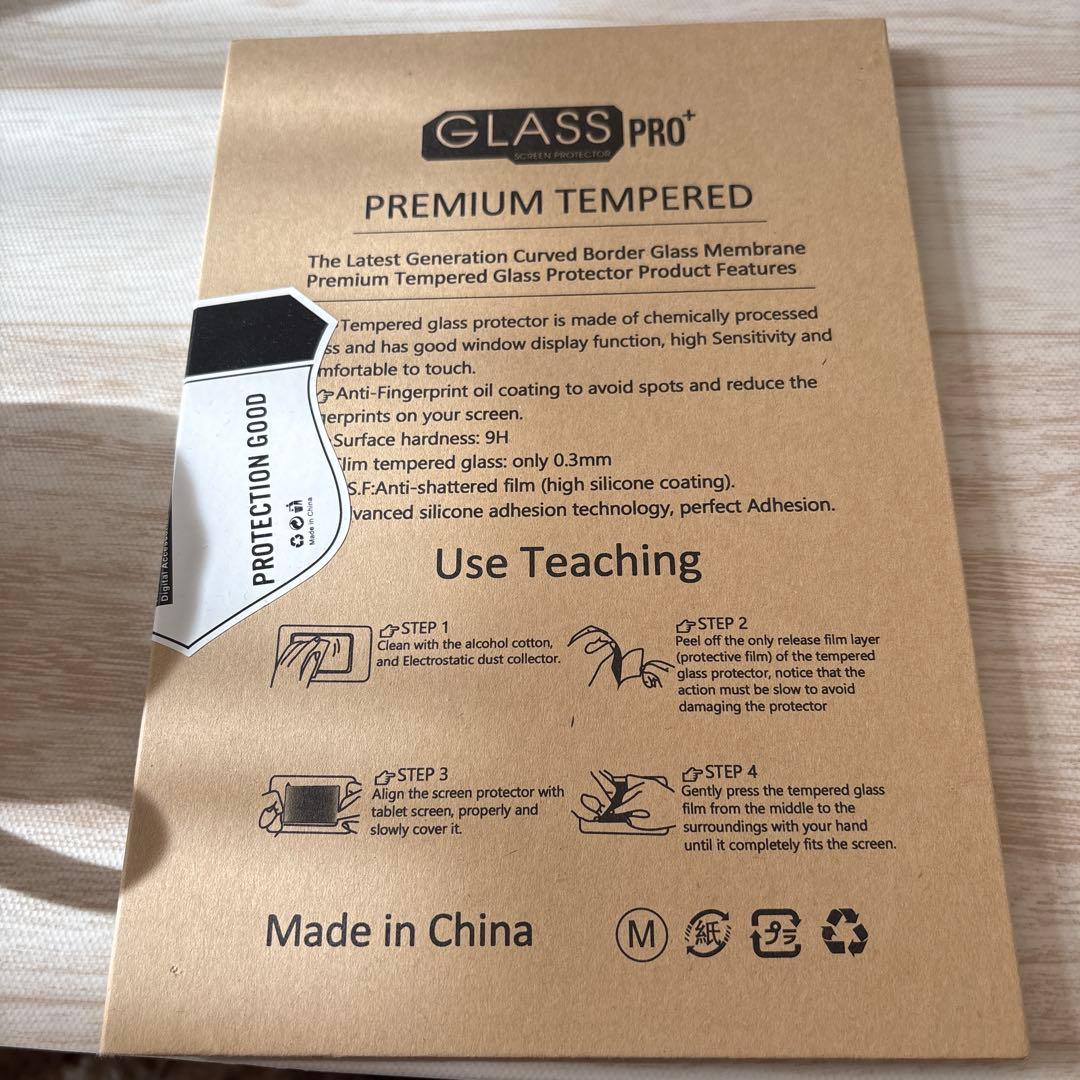 GLASS PRO+
SCREEN PROTECTOR
PREMIUM TEMPERED
The Latest Generation Curved Border Glass Membrane
Premium Tempered Glass Protector Product Features
Tempered glass protector is made of chemically processed
ss and has good window display function, high Sensitivity and
mfortable to touch.
Anti-Fingerprint oil coating to avoid spots and reduce the
erprints on your screen.
Surface hardness: 9H
lim tempered glass: only 0.3mm
S.F:Anti-shattered film (high silicone coating).
vanced silicone adhesion technology, perfect Adhesion.
PROTECTION GOOD
Made in China
Digital
Use Teaching
STEP 1
Clean with the alcohol cotton,
and Electrostatic dust collector.
STEP 2
Peel off the only release film layer
(protective film) of the tempered
glass protector, notice that the
action must be slow to avoid
damaging the protector
STEP 3
Align the screen protector with
tablet screen, properly and
slowly cover it.
STEP 4
Gently press the tempered glass
film from the middle to the
surroundings with your hand
until it completely fits the screen.
Made in China
M 紙 プラ